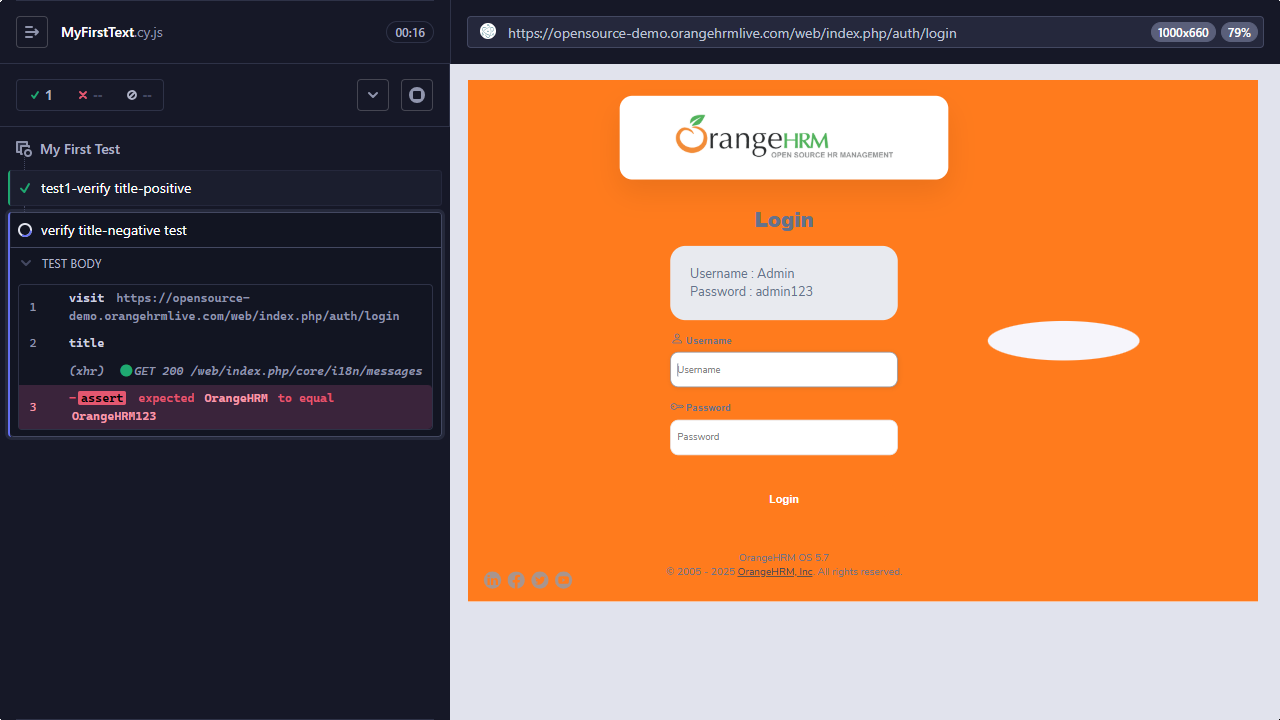 MyFirstText.cy.js
00:16
1 -- --
My First Test
test1-verify title-positive
verify title-negative test
TEST BODY
1 visit https://opensource-
demo.orangehrmlive.com/web/index.php/auth/login
2 title
(xhr) GET 200 /web/index.php/core/i18n/messages
3 -assert expected OrangeHRM to equal
OrangeHRM123
https://opensource-demo.orangehrmlive.com/web/index.php/auth/login 1000x660 79%
OrangeHRM
OPEN SOURCE HR MANAGEMENT
Login
Username : Admin
Password : admin123
Username
Username
Password
Password
Login
OrangeHRM OS 5.7
© 2005 - 2025 OrangeHRM, Inc. All rights reserved.